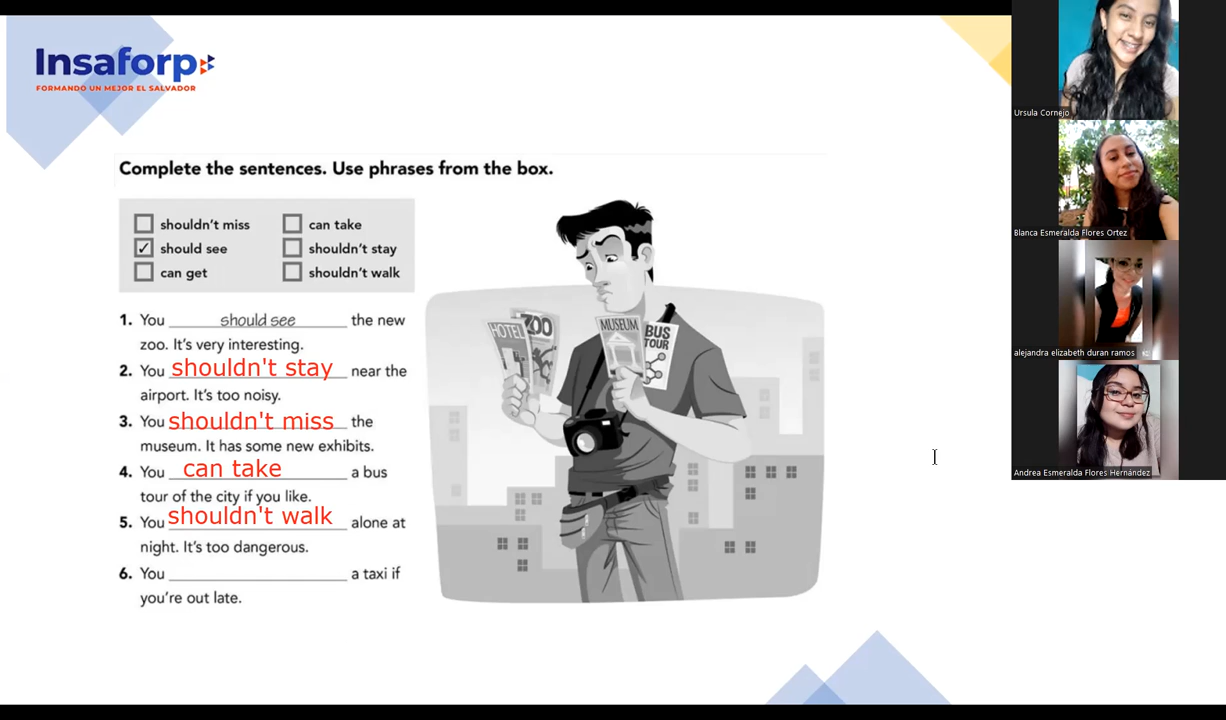 Insaforp
FORMANDO UN MEJOR EL SALVADOR
Complete the sentences. Use phrases from the box.
shouldn't miss
can take
✓ should see
shouldn't stay
can get
shouldn't walk
1. You should see the new
zoo. It's very interesting.
2. You shouldn't stay near the
airport. It's too noisy.
3. You shouldn't miss the
museum. It has some new exhibits.
4. You can take a bus
tour of the city if you like.
5. You shouldn't walk alone at
night. It's too dangerous.
6. You ______ a taxi if
you're out late.
HOTEL
ZOO
MUSEUM
BUS
TOUR
Ursula Cornejo
Blanca Esmeralda Flores Ortez
alejandra elizabeth duran ramos
Andrea Esmeralda Flores Hernández